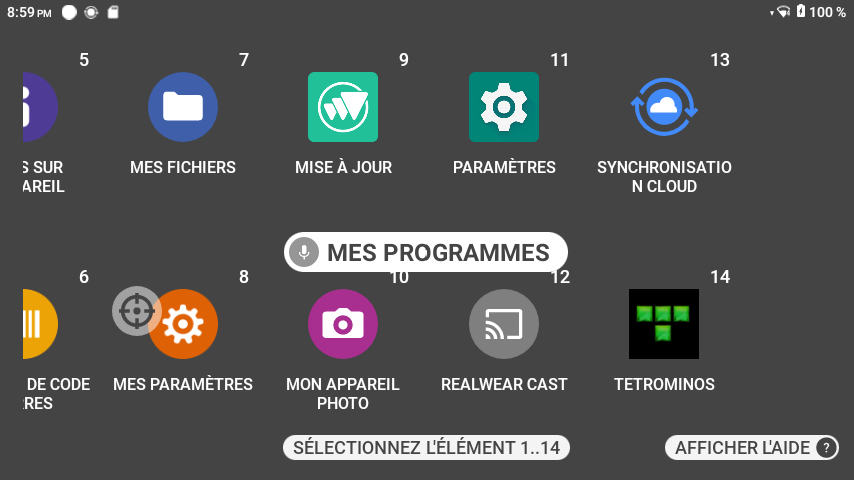 8:59 PM
100 %
5
7
9
11
13
S SUR
AREIL
MES FICHIERS
MISE À JOUR
PARAMÈTRES
SYNCHRONISATIO
N CLOUD
MES PROGRAMMES
6
8
10
12
14
DE CODE
RRES
MES PARAMÈTRES
MON APPAREIL
PHOTO
REALWEAR CAST
TETROMINOS
SÉLECTIONNEZ L'ÉLÉMENT 1..14
AFFICHER L'AIDE ?